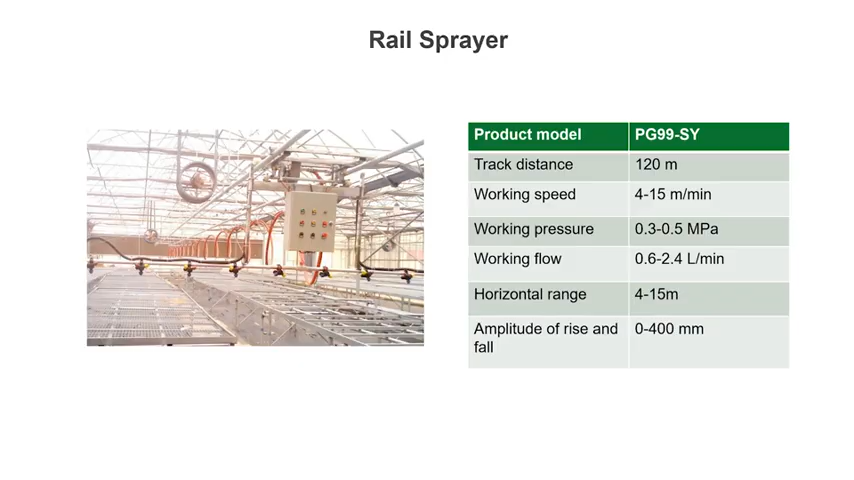 Rail Sprayer
Product model PG99-SY
Track distance 120 m
Working speed 4-15 m/min
Working pressure 0.3-0.5 MPa
Working flow 0.6-2.4 L/min
Horizontal range 4-15m
Amplitude of rise and 0-400 mm
fall